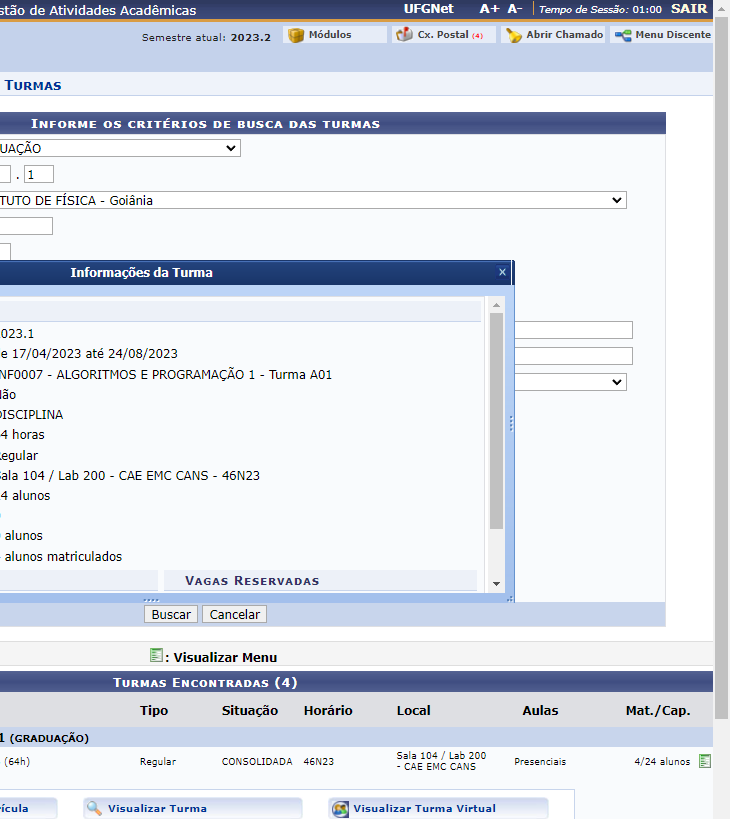 stão de Atividades Acadêmicas UFGNet A+ A- Tempo de Sessão: 01:00 SAIR
Semestre atual: 2023.2 Módulos Cx. Postal (4) Abrir Chamado Menu Discente
TURMAS
INFORME OS CRITÉRIOS DE BUSCA DAS TURMAS
UAÇÃO
. 1
TUTO DE FÍSICA - Goiânia
Informações da Turma x
023.1
e 17/04/2023 até 24/08/2023
NF0007 - ALGORITMOS E PROGRAMAÇÃO 1 - Turma A01
Não
DISCIPLINA
4 horas
Regular
Sala 104 / Lab 200 - CAE EMC CANS - 46N23
4 alunos
alunos
alunos matriculados
VAGAS RESERVADAS
Buscar Cancelar
: Visualizar Menu
TURMAS ENCONTRADAS (4)
Tipo Situação Horário Local Aulas Mat./Cap.
1 (GRADUAÇÃO)
(64h) Regular CONSOLIDADA 46N23 Sala 104 / Lab 200 Presenciais 4/24 alunos
- CAE EMC CANS
rícula Visualizar Turma Visualizar Turma Virtual